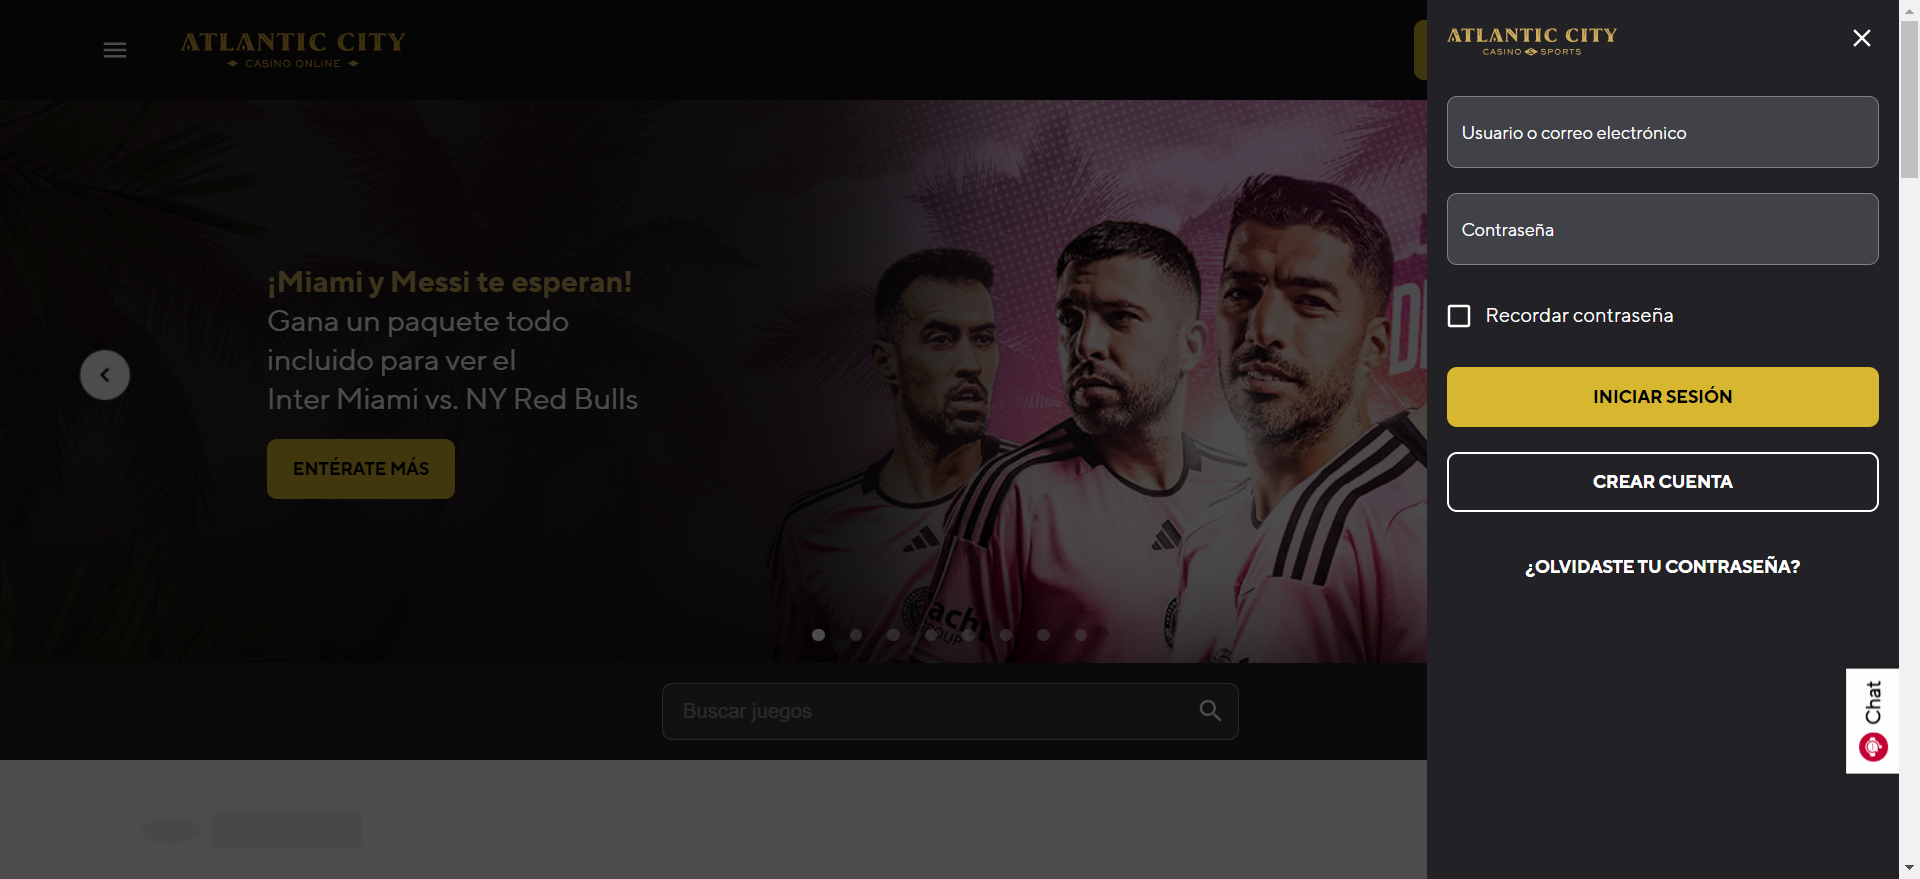 ATLANTIC CITY
CASINO ONLINE
¡Miami y Messi te esperan!
Gana un paquete todo
incluido para ver el
Inter Miami vs. NY Red Bulls
ENTÉRATE MÁS
Buscar juegos
ATLANTIC CITY
CASINO & SPORTS
Usuario o correo electrónico
Contraseña
Recordar contraseña
INICIAR SESIÓN
CREAR CUENTA
¿OLVIDASTE TU CONTRASEÑA?
Chat